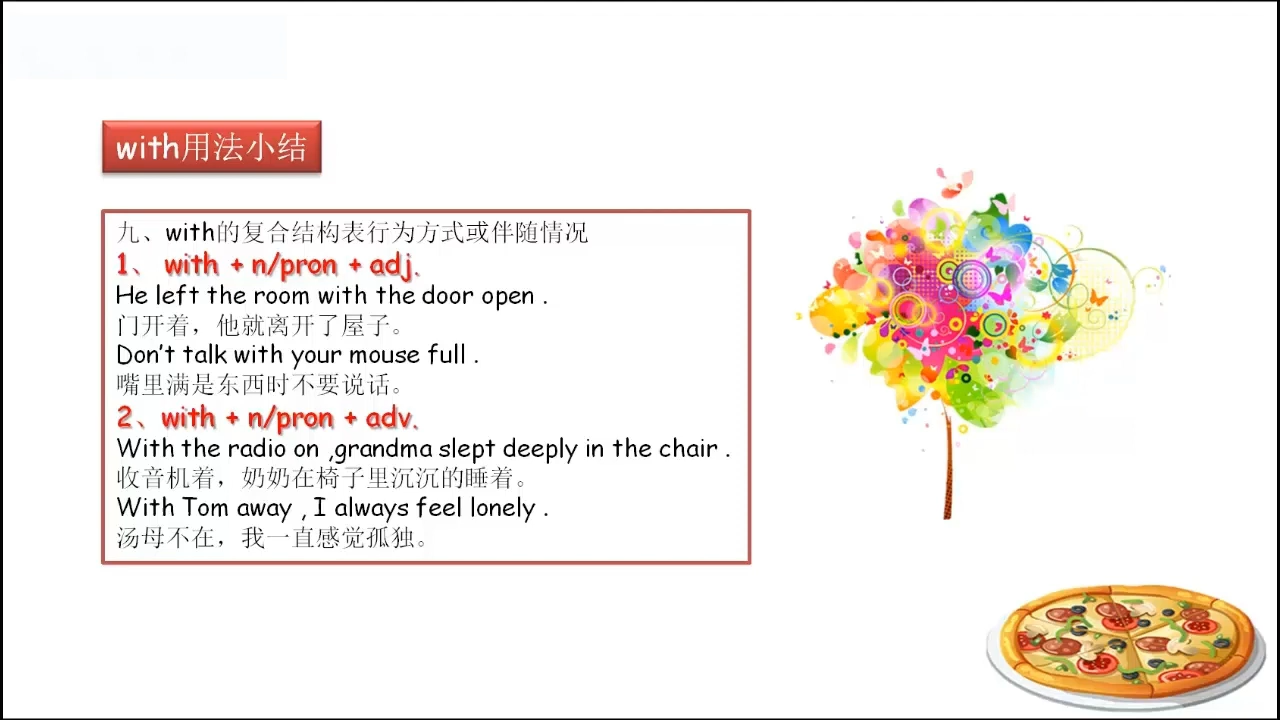 with用法小结
九、with的复合结构表行为方式或伴随情况
1、 with + n/pron + adj.
He left the room with the door open .
门开着，他就离开了屋子。
Don't talk with your mouse full .
嘴里满是东西时不要说话。
2、with + n/pron + adv.
With the radio on ,grandma slept deeply in the chair .
收音机着，奶奶在椅子里沉沉的睡着。
With Tom away , I always feel lonely .
汤母不在，我一直感觉孤独。